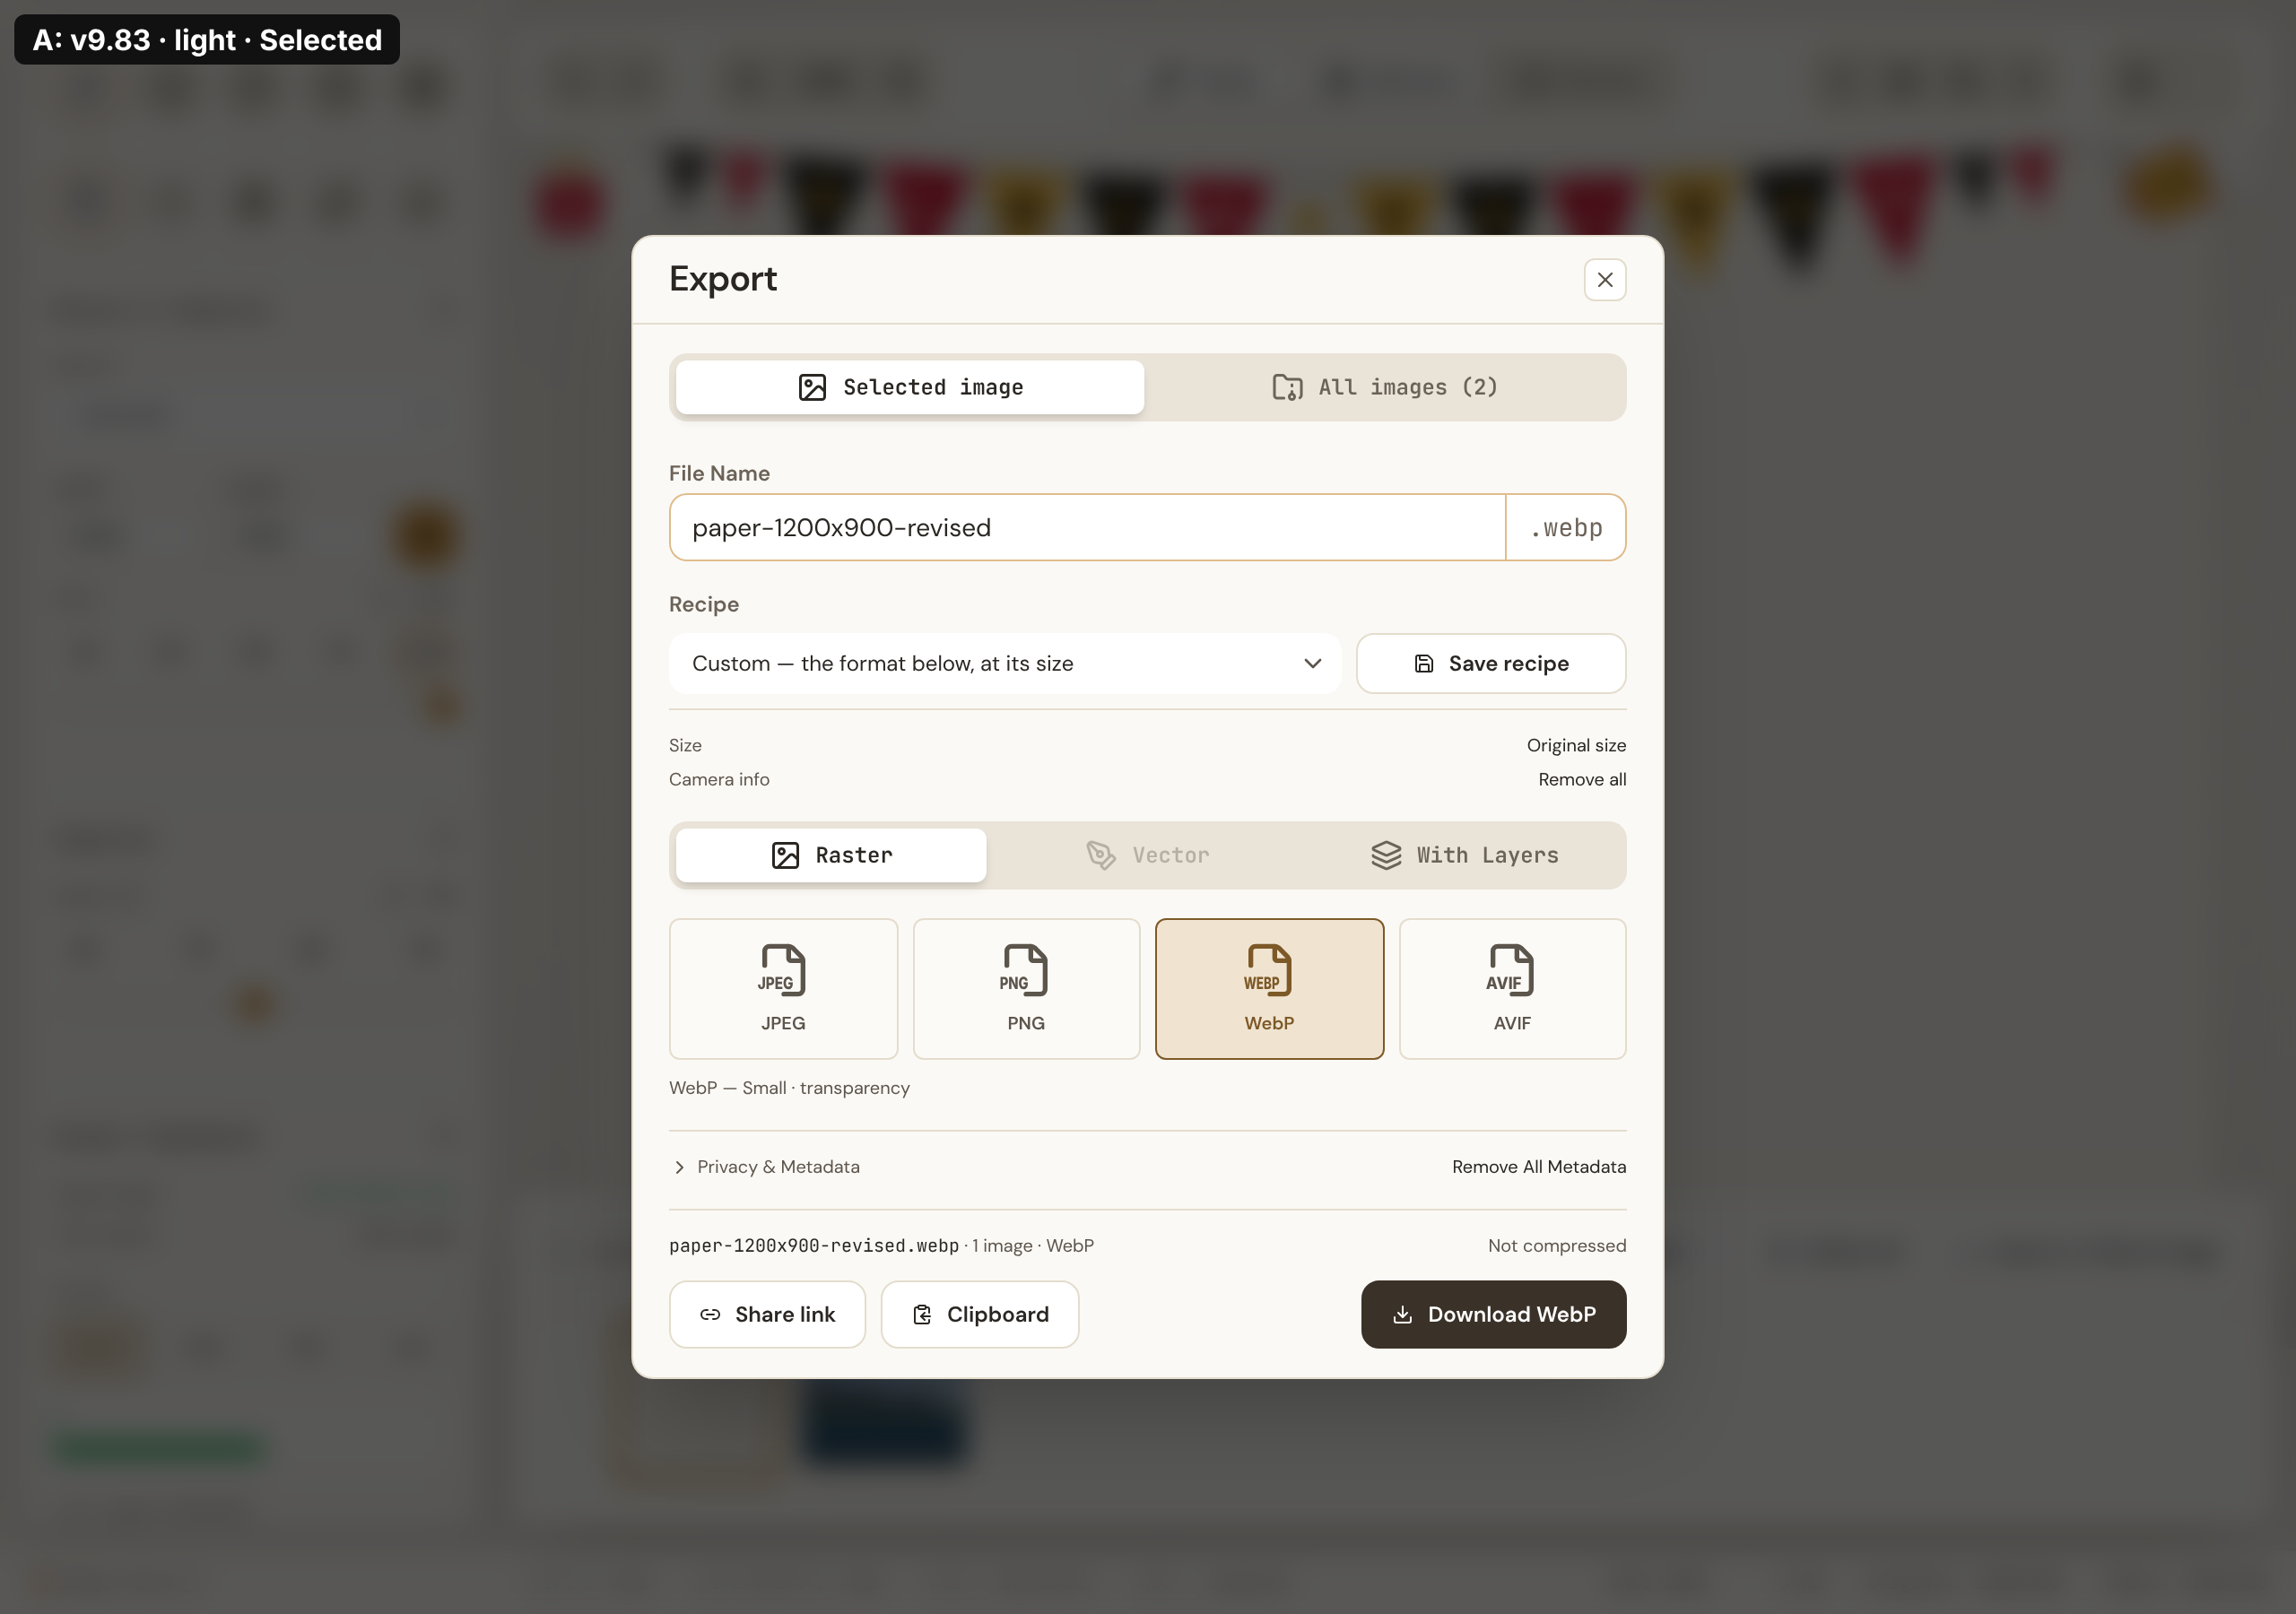 A: v9.83 · light · Selected
Export
Selected image
All images (2)
File Name
paper-1200x900-revised
.webp
Recipe
Custom — the format below, at its size
Save recipe
Size
Original size
Camera info
Remove all
Raster
Vector
With Layers
JPEG
PNG
WEBP
AVIF
JPEG
PNG
WebP
AVIF
WebP — Small · transparency
Privacy & Metadata
Remove All Metadata
paper-1200x900-revised.webp · 1 image · WebP
Not compressed
Share link
Clipboard
Download WebP